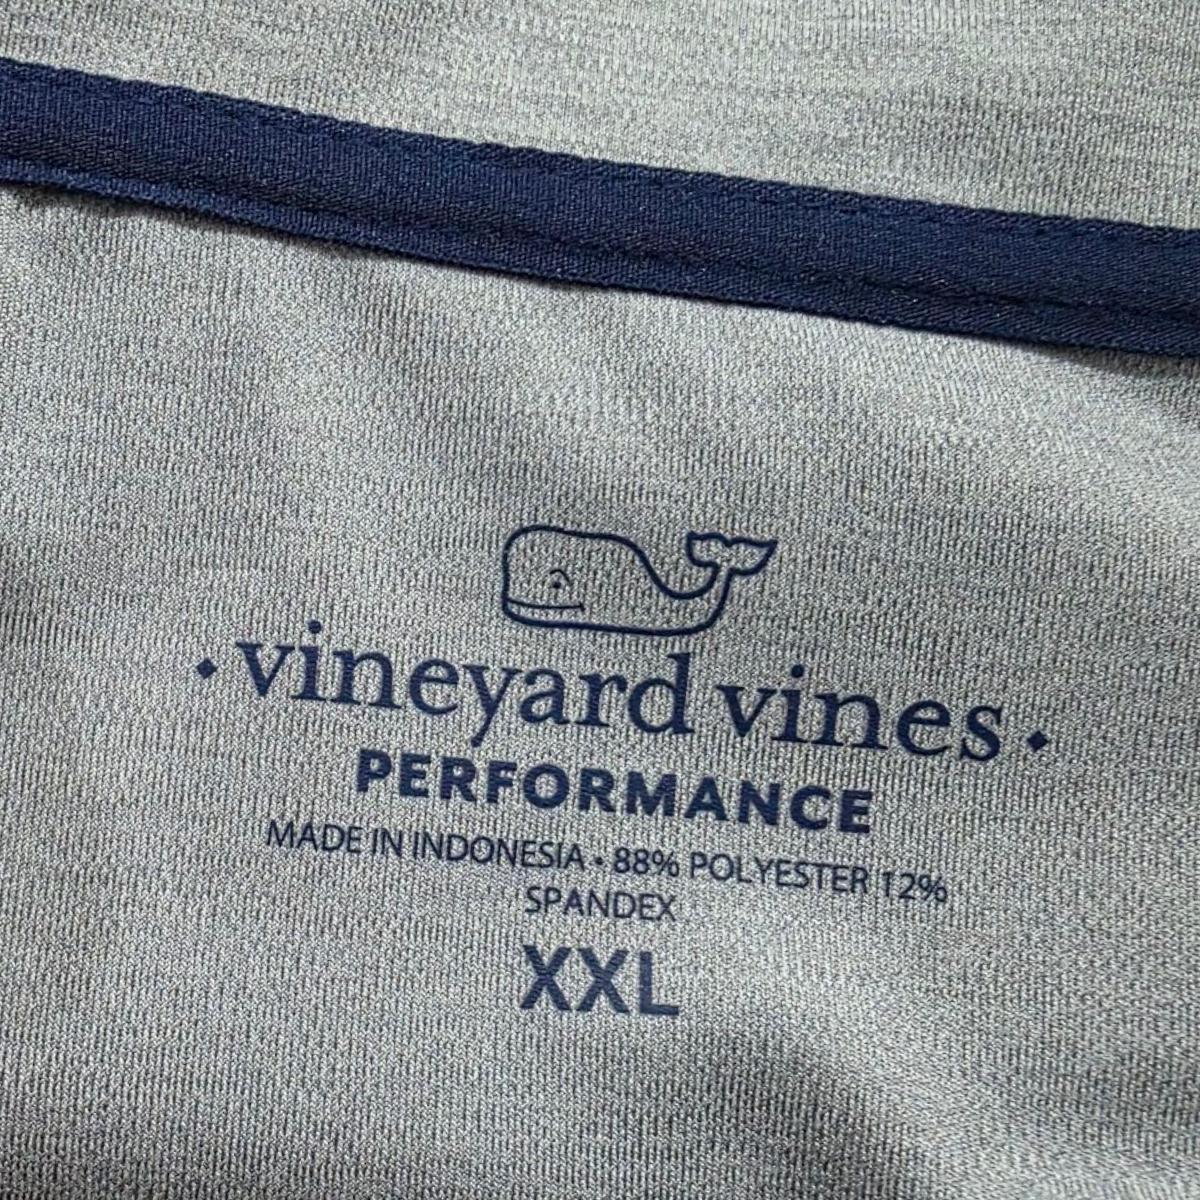 • vineyard vines •
PERFORMANCE
MADE IN INDONESIA • 88% POLYESTER 12%
SPANDEX
XXL